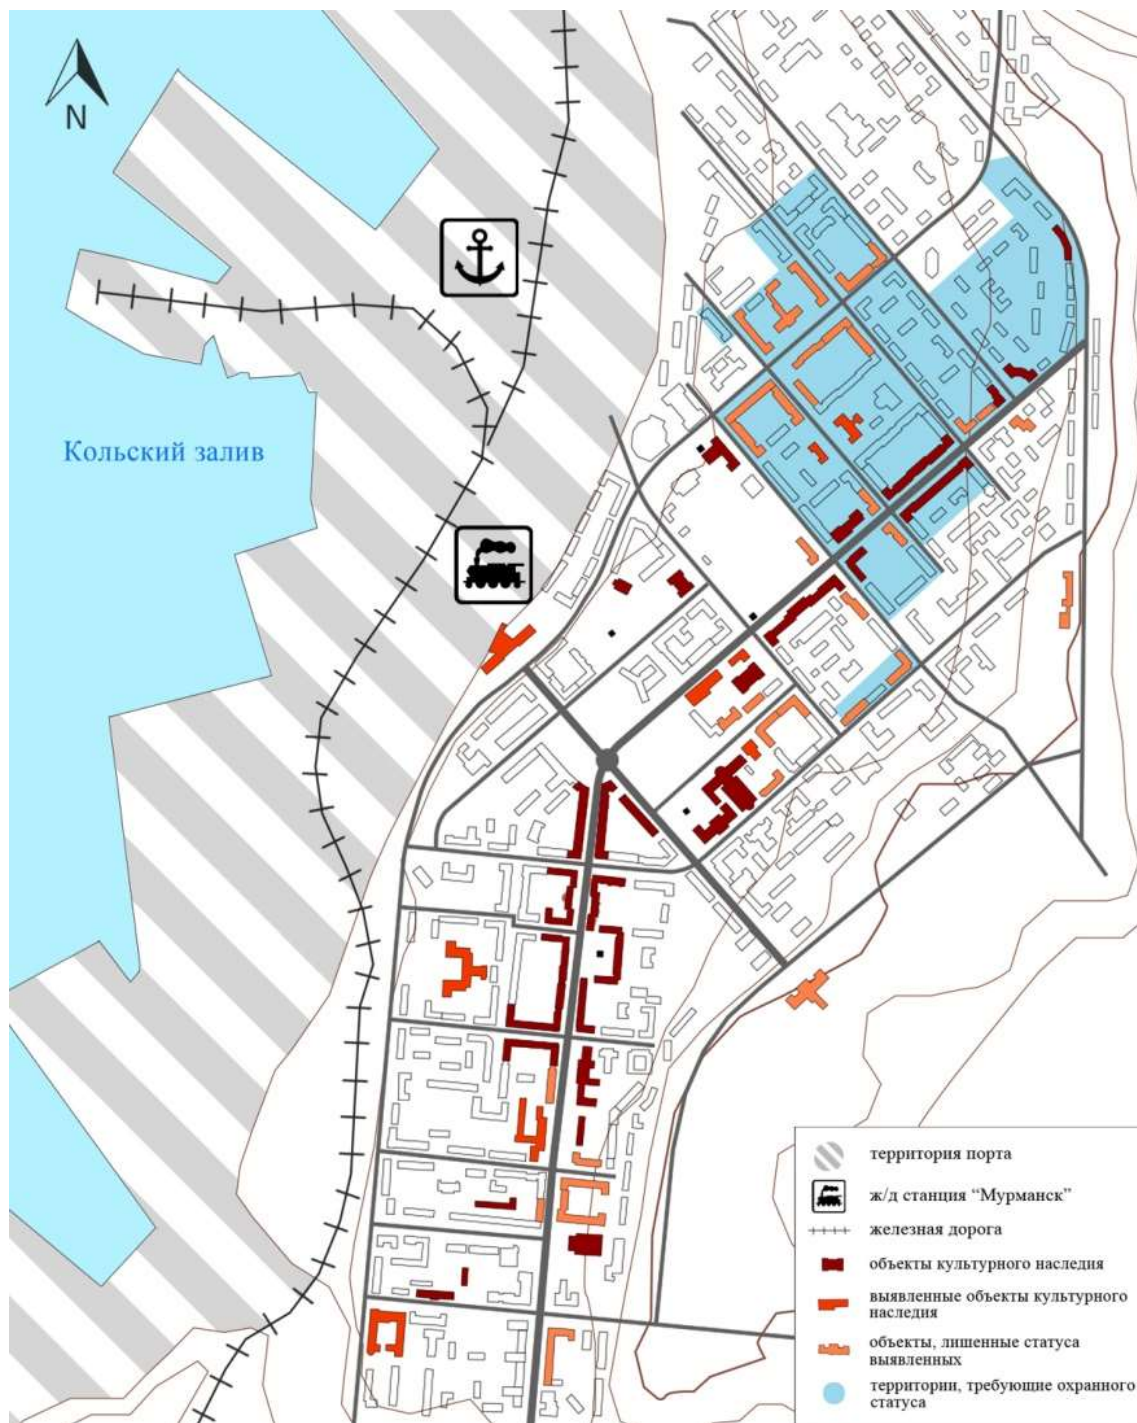 N
Кольский залив
территория порта
ж/д станция “Мурманск”
железная дорога
объекты культурного наследия
выявленные объекты культурного
наследия
объекты, лишенные статуса
выявленных
территории, требующие охранного
статуса